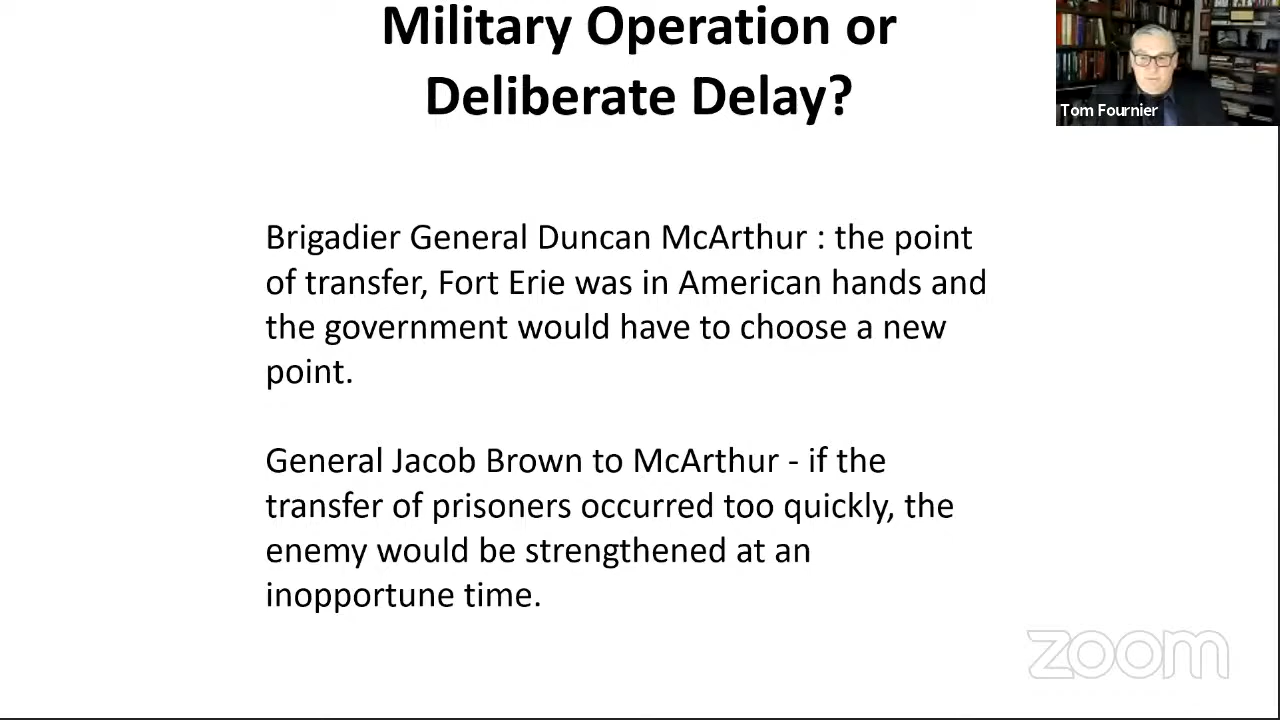 Military Operation or
Deliberate Delay?
Tom Fournier
Brigadier General Duncan McArthur : the point
of transfer, Fort Erie was in American hands and
the government would have to choose a new
point.
General Jacob Brown to McArthur - if the
transfer of prisoners occurred too quickly, the
enemy would be strengthened at an
inopportune time.
zoom